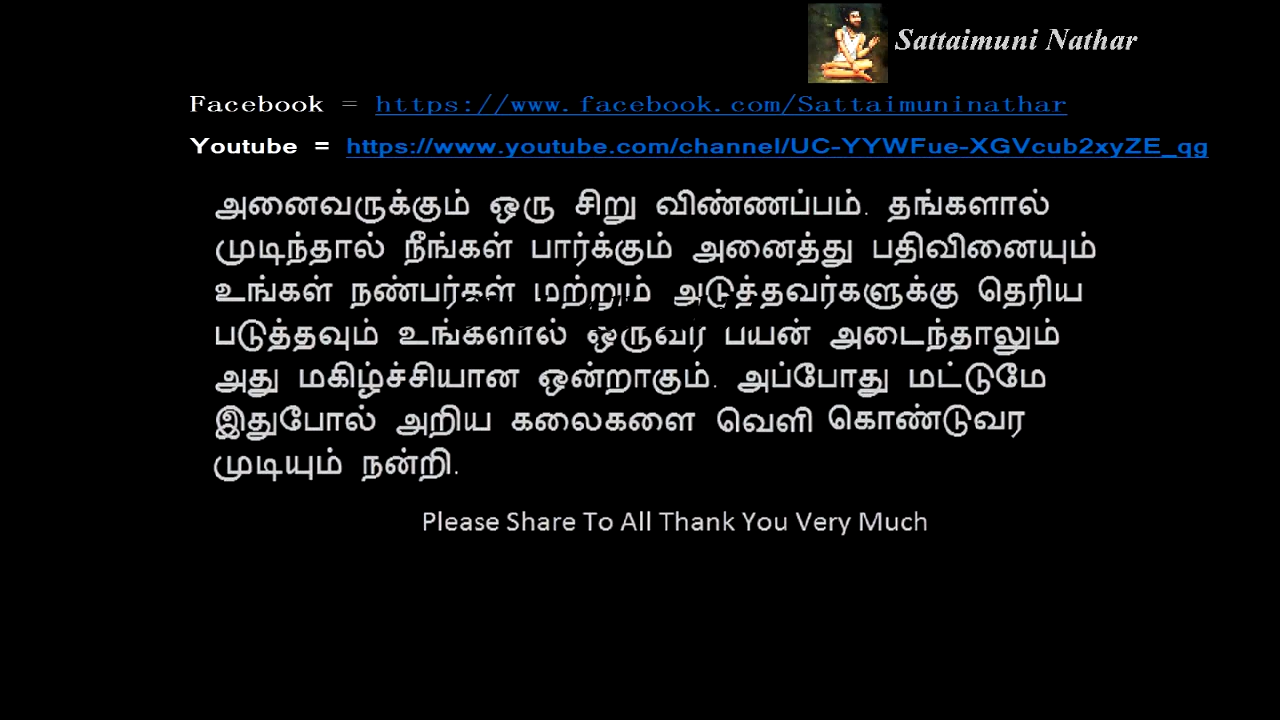 Sattaimuni Nathar
Facebook = https://www.facebook.com/Sattaimuninathar
Youtube = https://www.youtube.com/channel/UC-YYWFue-XGVcub2xyZE_qg
அனைவருக்கும் ஒரு சிறு விண்ணப்பம். தங்களால்
முடிந்தால் நீங்கள் பார்க்கும் அனைத்து பதிவினையும்
உங்கள் நண்பர்கள் மற்றும் அடுத்தவர்களுக்கு தெரிய
படுத்தவும் உங்களால் ஒருவர் பயன் அடைந்தாலும்
அது மகிழ்ச்சியான ஒன்றாகும். அப்போது மட்டுமே
இதுபோல் அறிய கலைகளை வெளி கொண்டுவர
முடியும் நன்றி.
Please Share To All Thank You Very Much